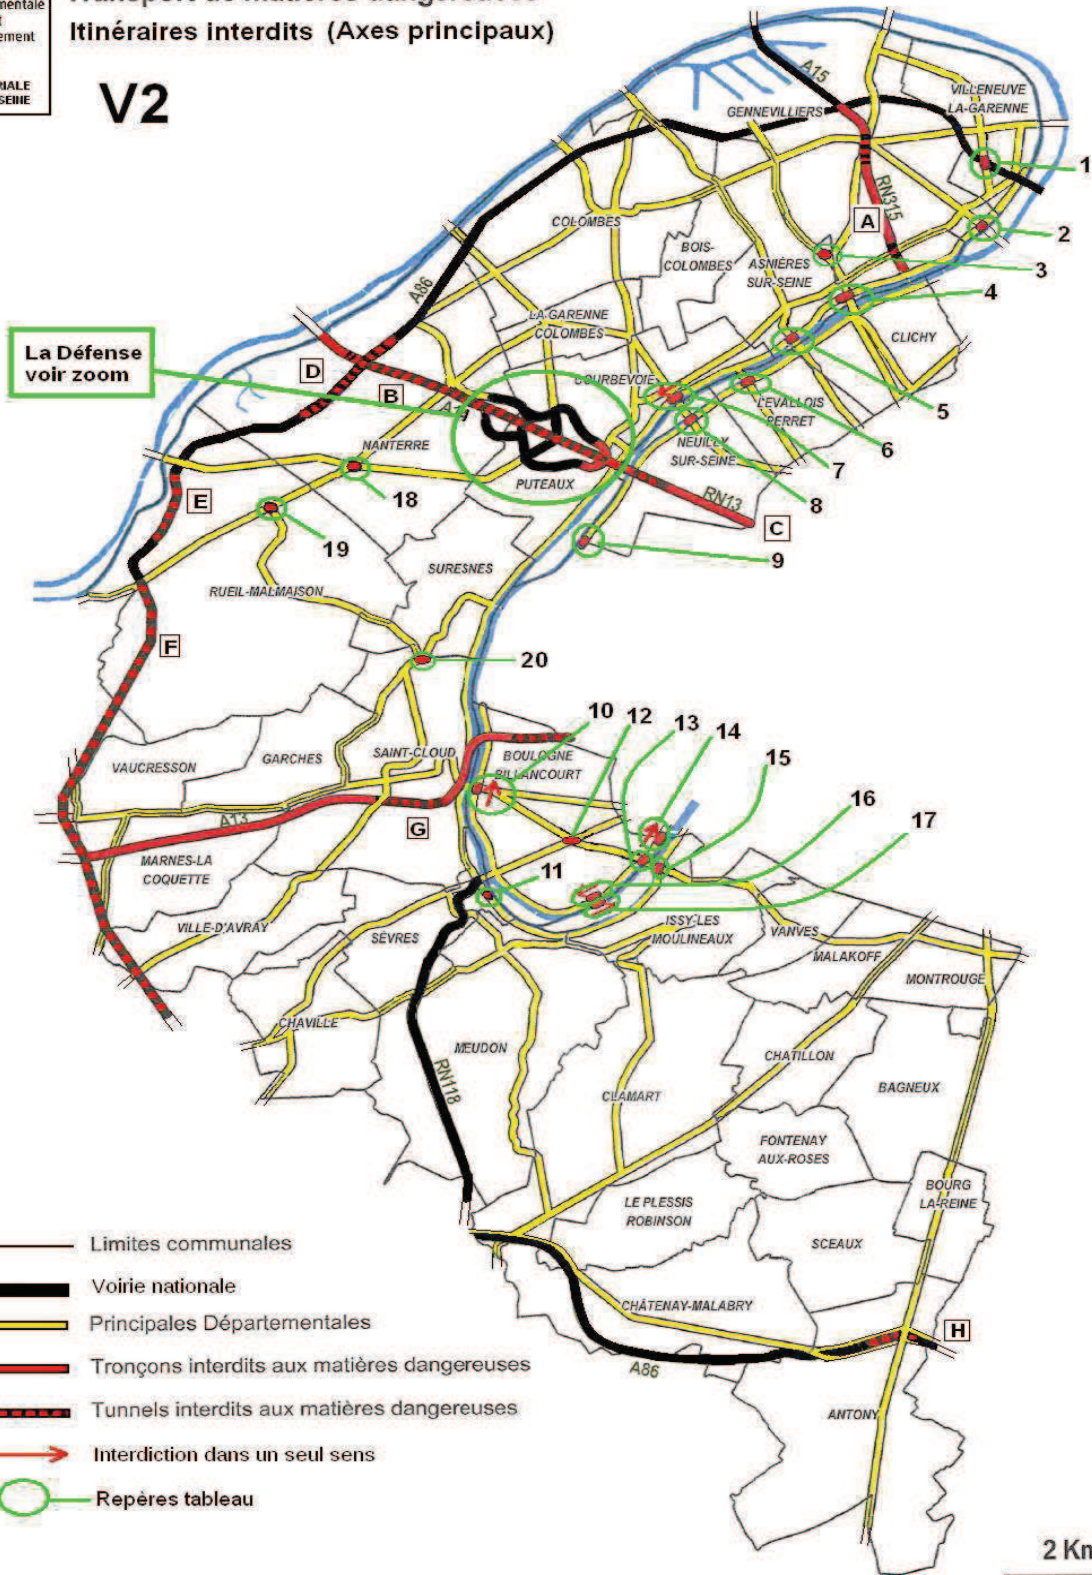 Itinéraires interdits (Axes principaux)
V2
A15
VILLENEUVE
LA-GARENNE
GENNEVILLIERS
1
RN315
A
2
COLOMBES
BOIS-
COLOMBES
ASNIÈRES
SUR-SEINE
3
4
A86
LA GARENNE
COLOMBES
CLICHY
La Défense
voir zoom
D
B
COURBEVOIE
LEVALLOIS
PERRET
5
6
7
8
NANTERRE
NEUILLY
SUR-SEINE
PUTEAUX
RN13
C
18
E
19
9
SURESNES
RUEIL-MALMAISON
F
20
10
12
13
14
15
16
17
VAUCRESSON
GARCHES
SAINT-CLOUD
BOULOGNE
BILLANCOURT
A13
G
MARNES-LA
COQUETTE
11
VILLE-D'AVRAY
SÈVRES
ISSY-LES
MOULINEAUX
VANVES
MALAKOFF
MONTROUGE
CHAVILLE
MEUDON
CHATILLON
BAGNEUX
RN118
CLAMART
FONTENAY
AUX-ROSES
BOURG
LA-REINE
LE PLESSIS
ROBINSON
SCEAUX
CHÂTENAY-MALABRY
H
A86
ANTONY
Limites communales
Voirie nationale
Principales Départementales
Tronçons interdits aux matières dangereuses
Tunnels interdits aux matières dangereuses
Interdiction dans un seul sens
Repères tableau
2 Km